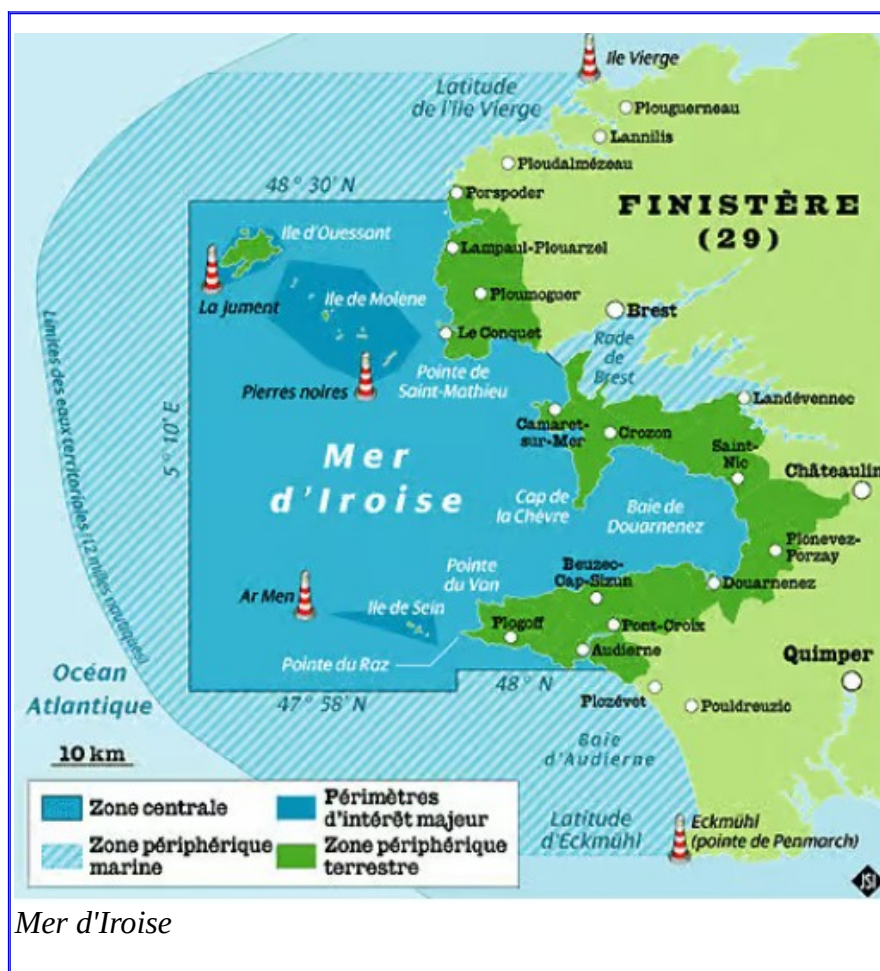 Ile Vierge
Latitude
de l'île Vierge
Plouguerneau
Lannilis
Ploudalmézeau
48° 30' N
Porspoder
FINISTÈRE
(29)
Ile d'Ouessant
Lampaul-Plouarzel
La Jument
Ile de Molène
Ploumoguer
Brest
Le Conquet
Rade
de
Brest
Pierres noires
Pointe de
Saint-Mathieu
Landévennec
Limites des eaux territoriales (12 milles nautiques)
5° 10' E
Camaret-
sur-Mer
Crozon
Saint-
Nic
Châteaulin
Mer
d'Iroise
Cap de
la Chèvre
Baie de
Douarnenez
Plonevez-
Porzay
Pointe
du Van
Beuzec-
Cap-Sizun
Douarnenez
Ar Men
Ile de Sein
Plogoff
Pont-Croix
Audierne
Quimper
Pointe du Raz
Océan
Atlantique
48° N
47° 58' N
Plozévet
Pouldreuzic
Baie
d'Audierne
10 km
Zone centrale
Périmètres
d'intérêt majeur
Zone périphérique
marine
Zone périphérique
terrestre
Latitude
d'Eckmühl
Eckmühl
(pointe de Penmarch)
JSI
Mer d'Iroise